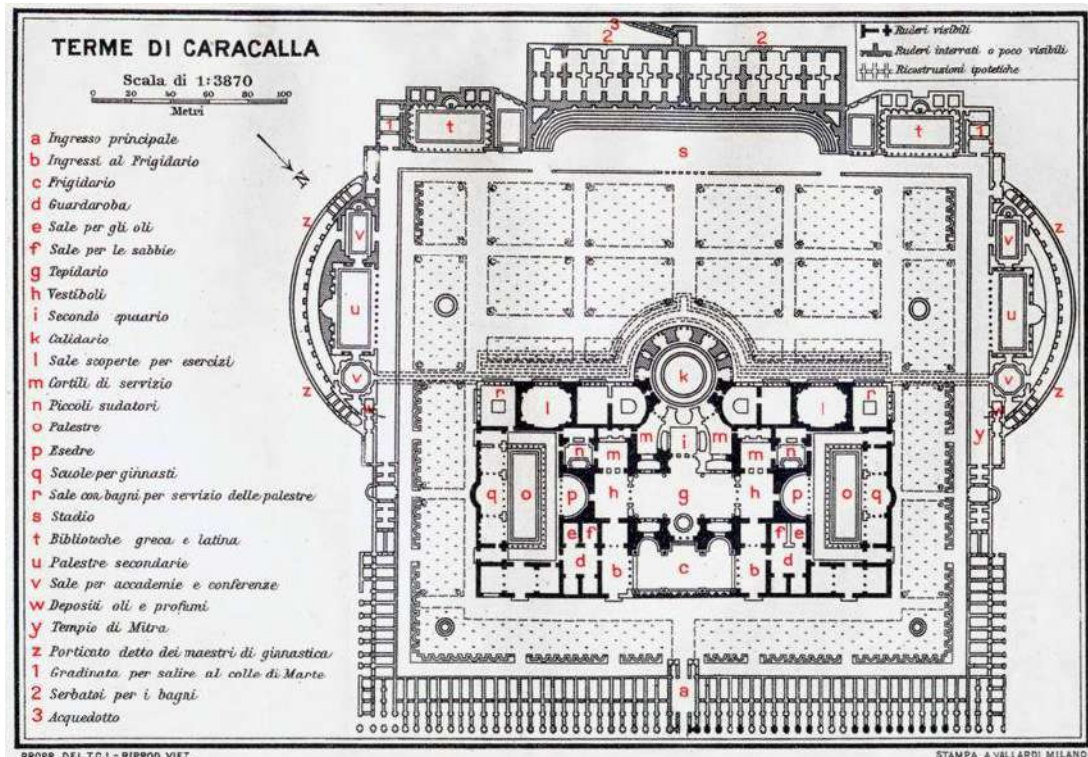 TERME DI CARACALLA
Scala di 1:3870
0 20 40 60 80 100
Metri
a Ingresso principale
b Ingressi al Frigidario
c Frigidario
d Guardaroba
e Sale per gli oli
f Sale per le sabbie
g Tepidario
h Vestiboli
i Secondo
k Calidario
l Sale scoperte per esercizi
m Cortili di servizio
n Piccoli sudatori
o Palestre
p Esedre
q Scuole per ginnasti
r Sale con bagni per servizio delle palestre
s Stadio
t Biblioteche greca e latina
u Palestre secondarie
v Sale per accademie e conferenze
w Depositi oli e profumi
y Tempio di Mitra
z Porticato detto dei maestri di ginnastica
1 Gradinata per salire al colle di Marte
2 Serbatoi per i bagni
3 Acquedotto
Ruderi visibili
Ruderi interrati o poco visibili
Ricostruzioni ipotetiche
N
3
2 2
1 t t 1
s
z v v z
u u
z v v z
w w
k
r l l r
y
m i m
n m m n
q o p h g h p o q
e f f e
d d
b c b
a
PROPR. DEL T.C.I. - RIPROD. VIET.
STAMPA A. VALLARDI MILANO